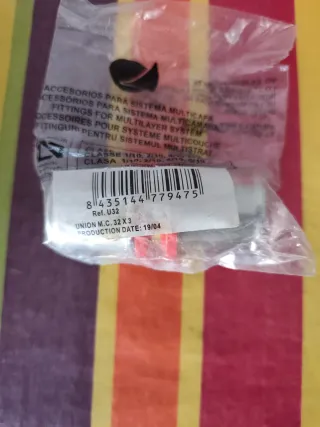 ACCESORIOS PARA SISTEMA MULTICAPA
ACESSÓRIOS PARA SISTEMA MULTICAMADA
FITTINGS FOR MULTILAYER SYSTEM
ACCESSOIRES POUR SYSTÈME MULTICOUCHE
FITINGURI PENTRU SISTEMUL MULTISTRAT
8 435144 779475
Ref. U32
UNION M.C. 32 X 3
PRODUCTION DATE: 19/04